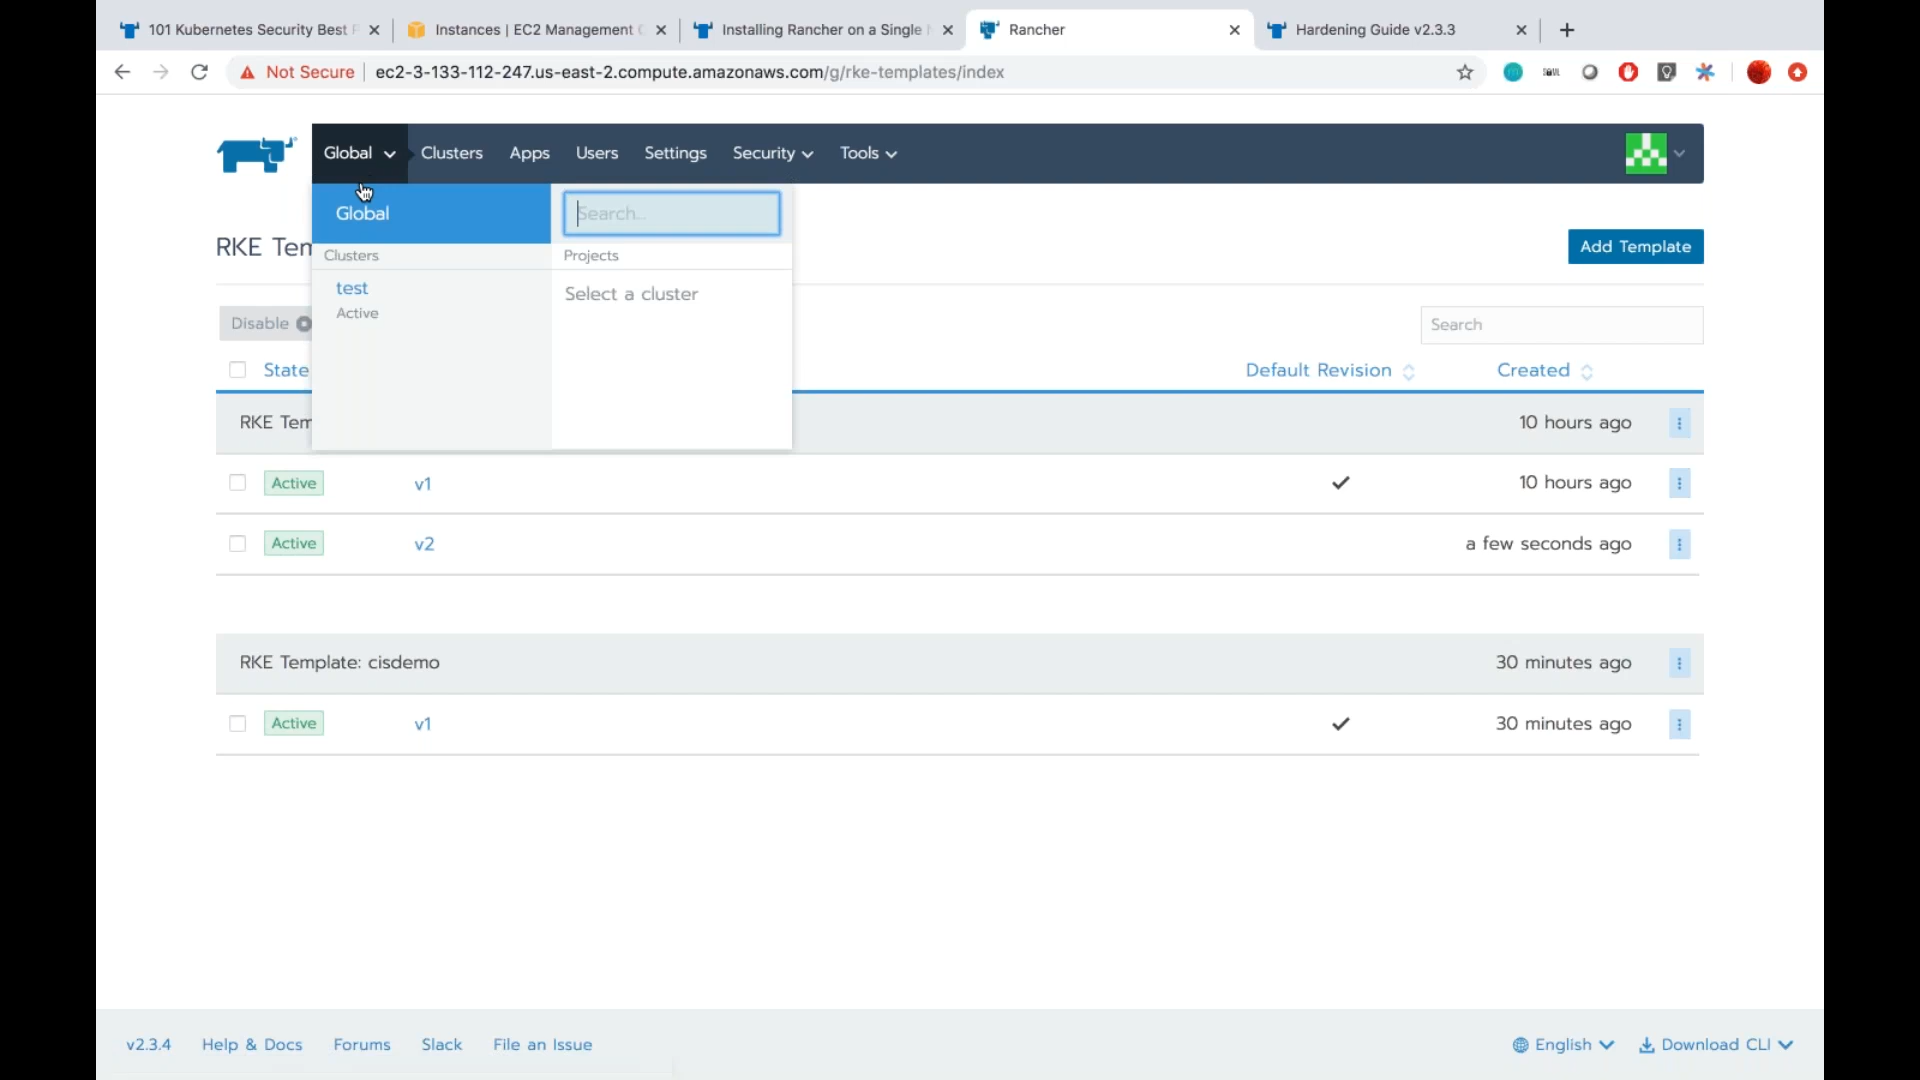 101 Kubernetes Security Best P
Instances | EC2 Management C
Installing Rancher on a Single N
Rancher
Hardening Guide v2.3.3
Not Secure
ec2-3-133-112-247.us-east-2.compute.amazonaws.com/g/rke-templates/index
Global Clusters Apps Users Settings Security Tools
Global
Search...
RKE Tem
Add Template
Clusters
Projects
test
Active
Select a cluster
Disable
Search
State
Default Revision
Created
RKE Tem
10 hours ago
Active v1 10 hours ago
Active v2 a few seconds ago
RKE Template: cisdemo 30 minutes ago
Active v1 30 minutes ago
v2.3.4 Help & Docs Forums Slack File an Issue
English Download CLI